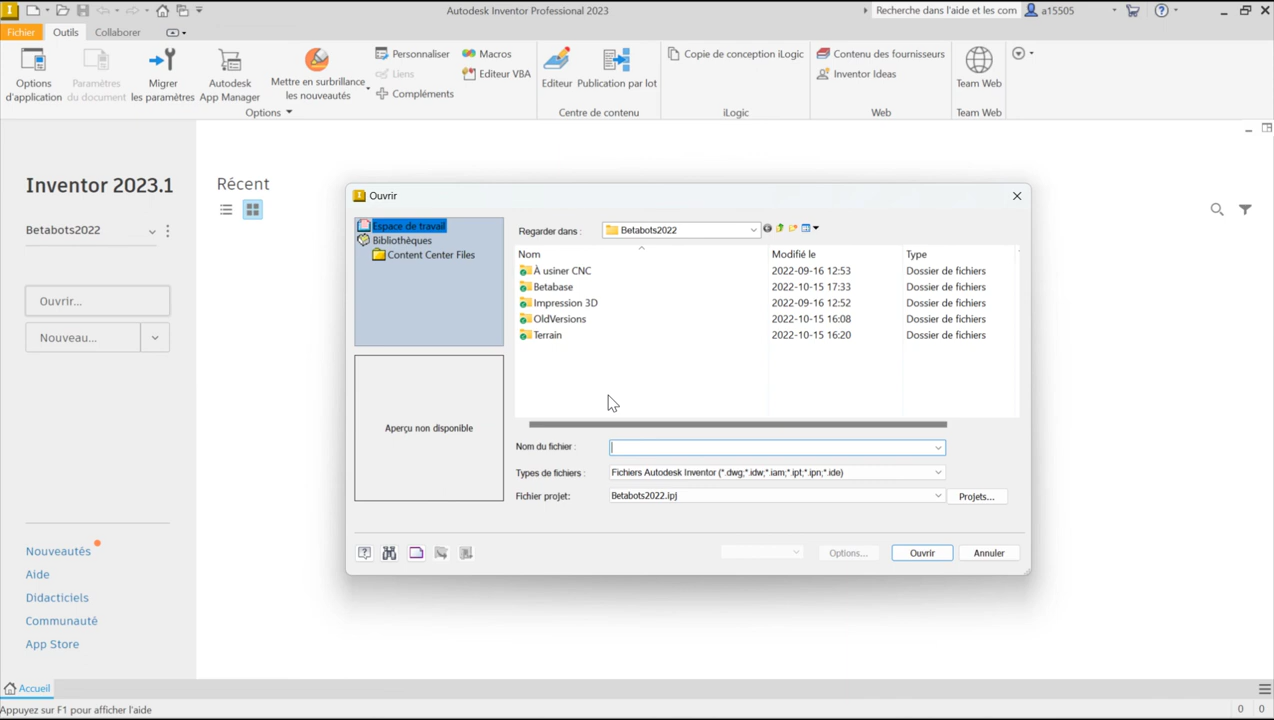 Autodesk Inventor Professional 2023
Recherche dans l'aide et les com
a15505
Fichier
Outils
Collaborer
Options d'application
Paramètres du document
Migrer les paramètres
Autodesk App Manager
Mettre en surbrillance les nouveautés
Personnaliser
Liens
Compléments
Macros
Editeur VBA
Editeur
Publication par lot
Copie de conception iLogic
Contenu des fournisseurs
Inventor Ideas
Team Web
Options
Centre de contenu
iLogic
Web
Team Web
Inventor 2023.1
Betabots2022
Ouvrir...
Nouveau...
Nouveautés
Aide
Didacticiels
Communauté
App Store
Récent
Ouvrir
Espace de travail
Bibliothèques
Content Center Files
Aperçu non disponible
Regarder dans :
Betabots2022
Nom
Modifié le
Type
À usiner CNC
2022-09-16 12:53
Dossier de fichiers
Betabase
2022-10-15 17:33
Dossier de fichiers
Impression 3D
2022-09-16 12:52
Dossier de fichiers
OldVersions
2022-10-15 16:08
Dossier de fichiers
Terrain
2022-10-15 16:20
Dossier de fichiers
Nom du fichier :
Types de fichiers :
Fichiers Autodesk Inventor (*.dwg;*.idw;*.iam;*.ipt;*.ipn;*.ide)
Fichier projet:
Betabots2022.ipj
Projets...
Options...
Ouvrir
Annuler
Accueil
Appuyez sur F1 pour afficher l'aide
0 0